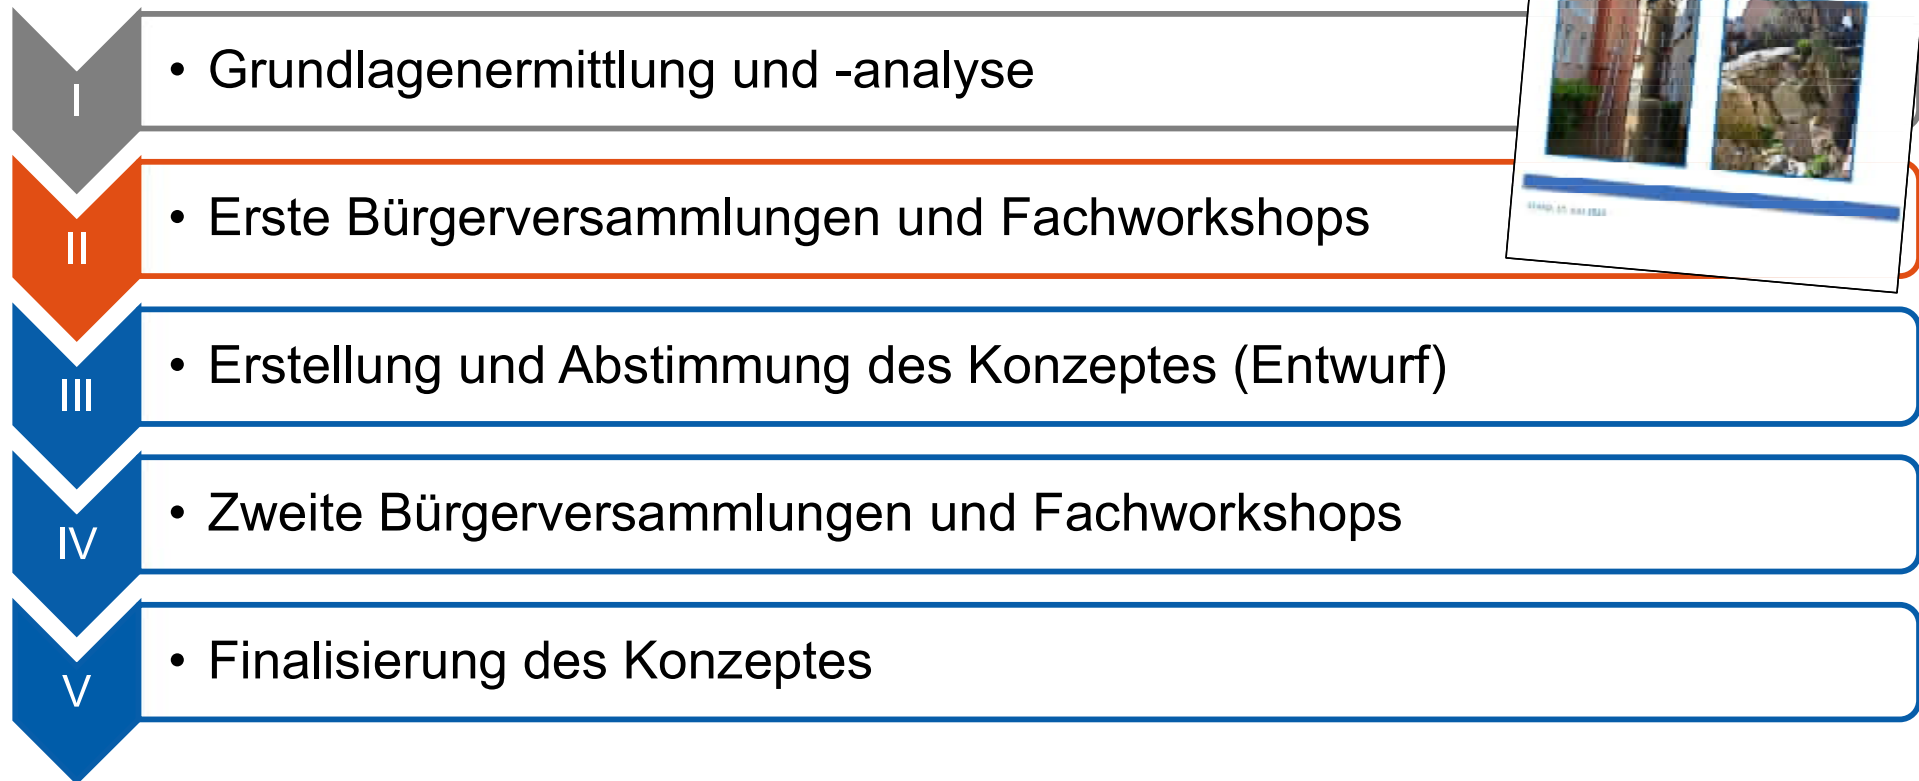 I
• Grundlagenermittlung und -analyse
II
• Erste Bürgerversammlungen und Fachworkshops
III
• Erstellung und Abstimmung des Konzeptes (Entwurf)
IV
• Zweite Bürgerversammlungen und Fachworkshops
V
• Finalisierung des Konzeptes